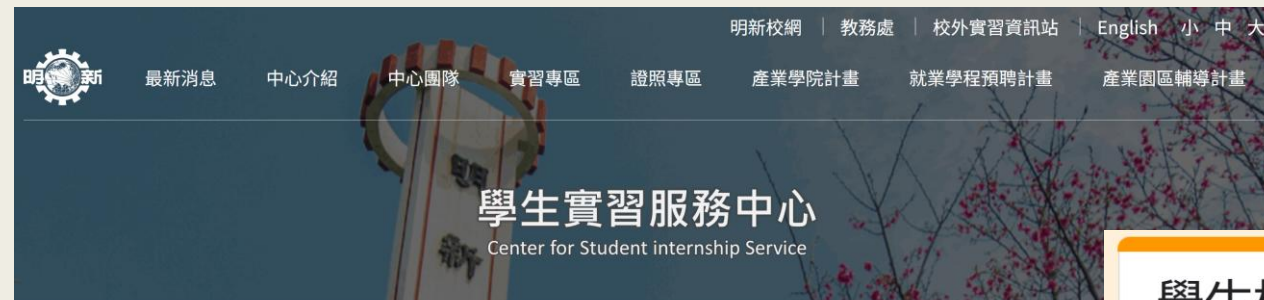 明新校網 | 教務處 | 校外實習資訊站 | English 小 中 大
明新 最新消息 中心介紹 中心團隊 實習專區 證照專區 產業學院計畫 就業學程預聘計畫 產業園區輔導計畫
明新
學生實習服務中心
Center for Student internship Service